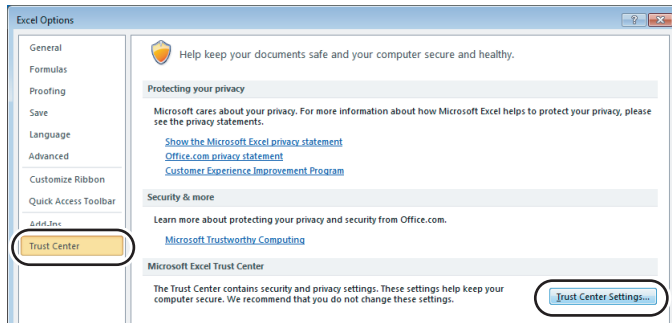 Excel Options
General
Formulas
Proofing
Save
Language
Advanced
Customize Ribbon
Quick Access Toolbar
Add-Ins
Trust Center
Help keep your documents safe and your computer secure and healthy.
Protecting your privacy
Microsoft cares about your privacy. For more information about how Microsoft Excel helps to protect your privacy, please
see the privacy statements.
Show the Microsoft Excel privacy statement
Office.com privacy statement
Customer Experience Improvement Program
Security & more
Learn more about protecting your privacy and security from Office.com.
Microsoft Trustworthy Computing
Microsoft Excel Trust Center
The Trust Center contains security and privacy settings. These settings help keep your
computer secure. We recommend that you do not change these settings.
Trust Center Settings...